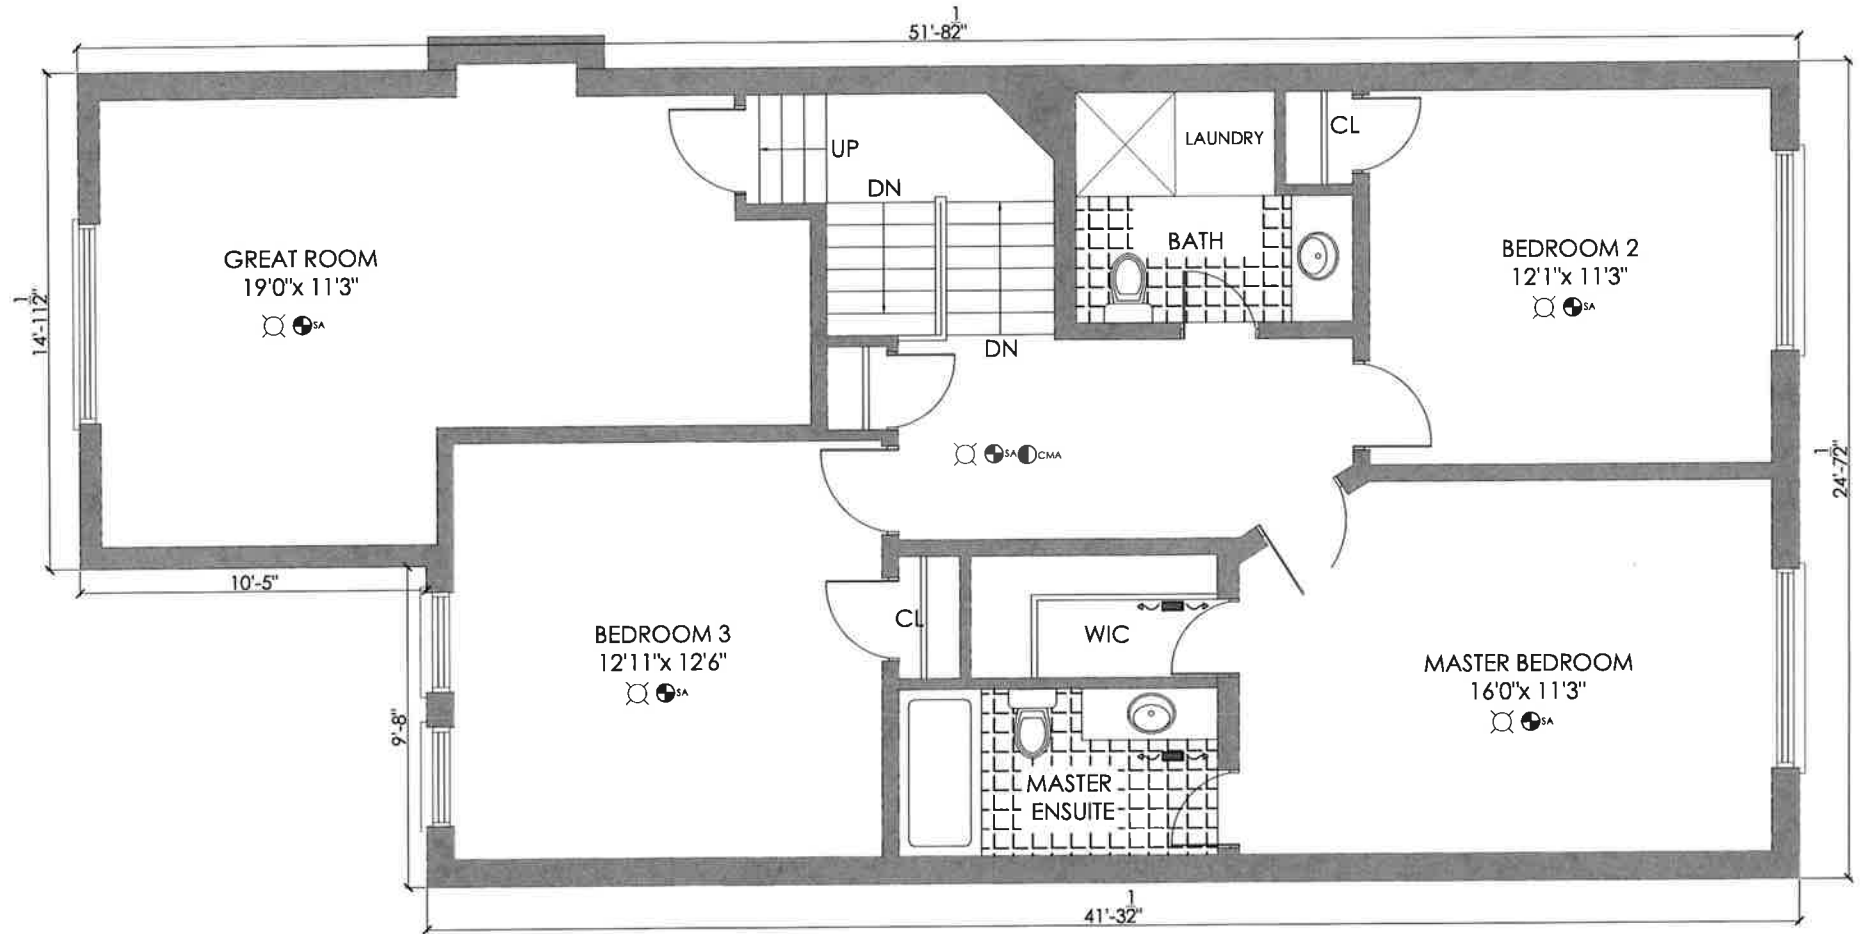 51'-8 1/2"
UP
DN
DN
LAUNDRY
CL
BATH
GREAT ROOM
19'0"x 11'3"
SA
BEDROOM 2
12'1"x 11'3"
SA
14'-11 1/2"
SA CMA
24'-7 1/2"
10'-5"
BEDROOM 3
12'11"x 12'6"
SA
CL
WIC
MASTER BEDROOM
16'0"x 11'3"
SA
9'-8"
MASTER
ENSUITE
41'-3 1/2"